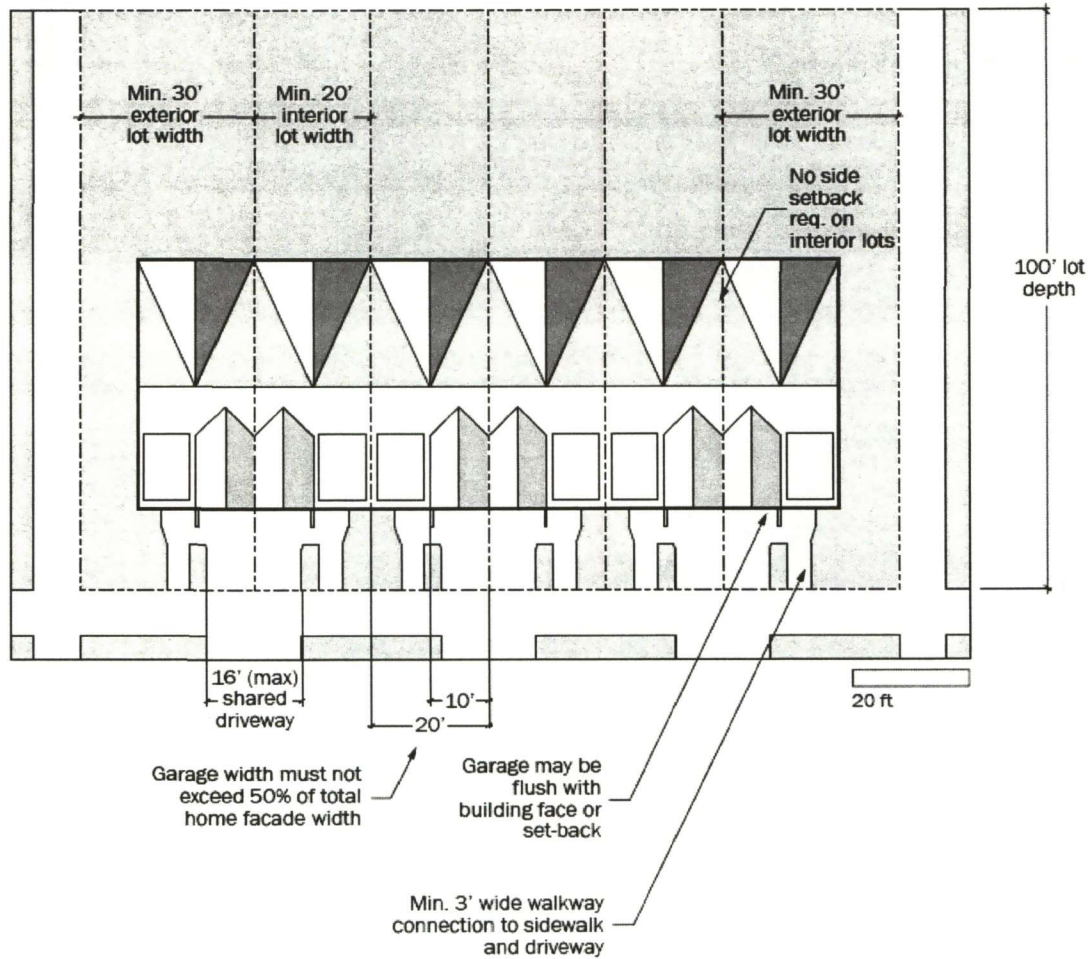 Min. 30'
exterior
lot width
Min. 20'
interior
lot width
Min. 30'
exterior
lot width
No side
setback
req. on
interior lots
100' lot
depth
16' (max)
shared
driveway
10'
20'
20 ft
Garage width must not
exceed 50% of total
home facade width
Garage may be
flush with
building face or
set-back
Min. 3' wide walkway
connection to sidewalk
and driveway